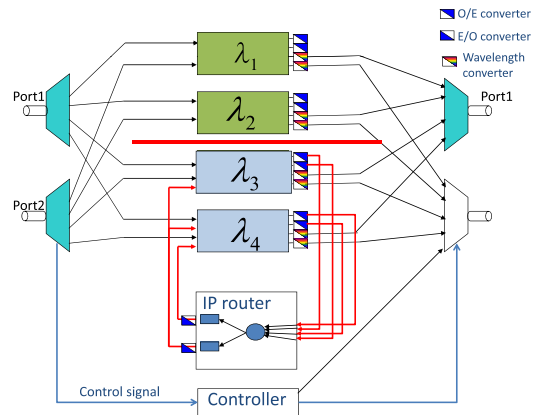 O/E converter
E/O converter
Wavelength
converter
λ1
Port1
Port1
λ2
λ3
Port2
λ4
IP router
Control signal
Controller